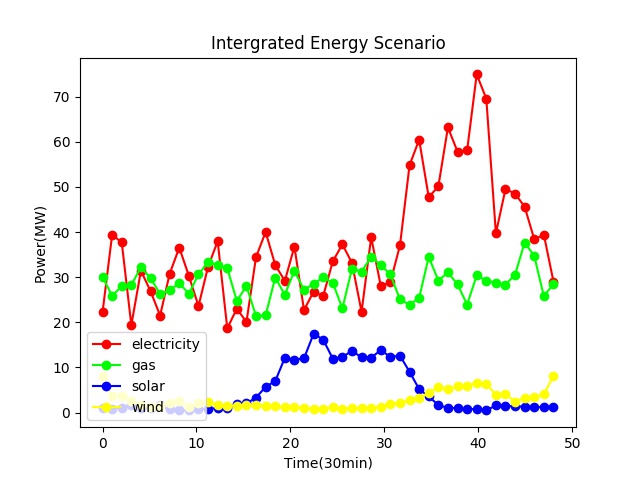 Intergrated Energy Scenario
Power(MW)
70
60
50
40
30
20
10
0
electricity
gas
solar
wind
0 10 20 30 40 50
Time(30min)